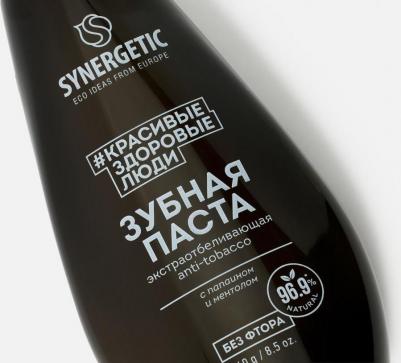 SYNERGETIC
ECO IDEAS FROM EUROPE
#КРАСИВЫЕ
ЗДОРОВЫЕ
ЛЮДИ
ЗУБНАЯ
ПАСТА
экстраотбеливающая
anti-tobacco
с папаином
и ментолом
96.9%
NATURAL
БЕЗ ФТОРА
g / 8.5 oz.